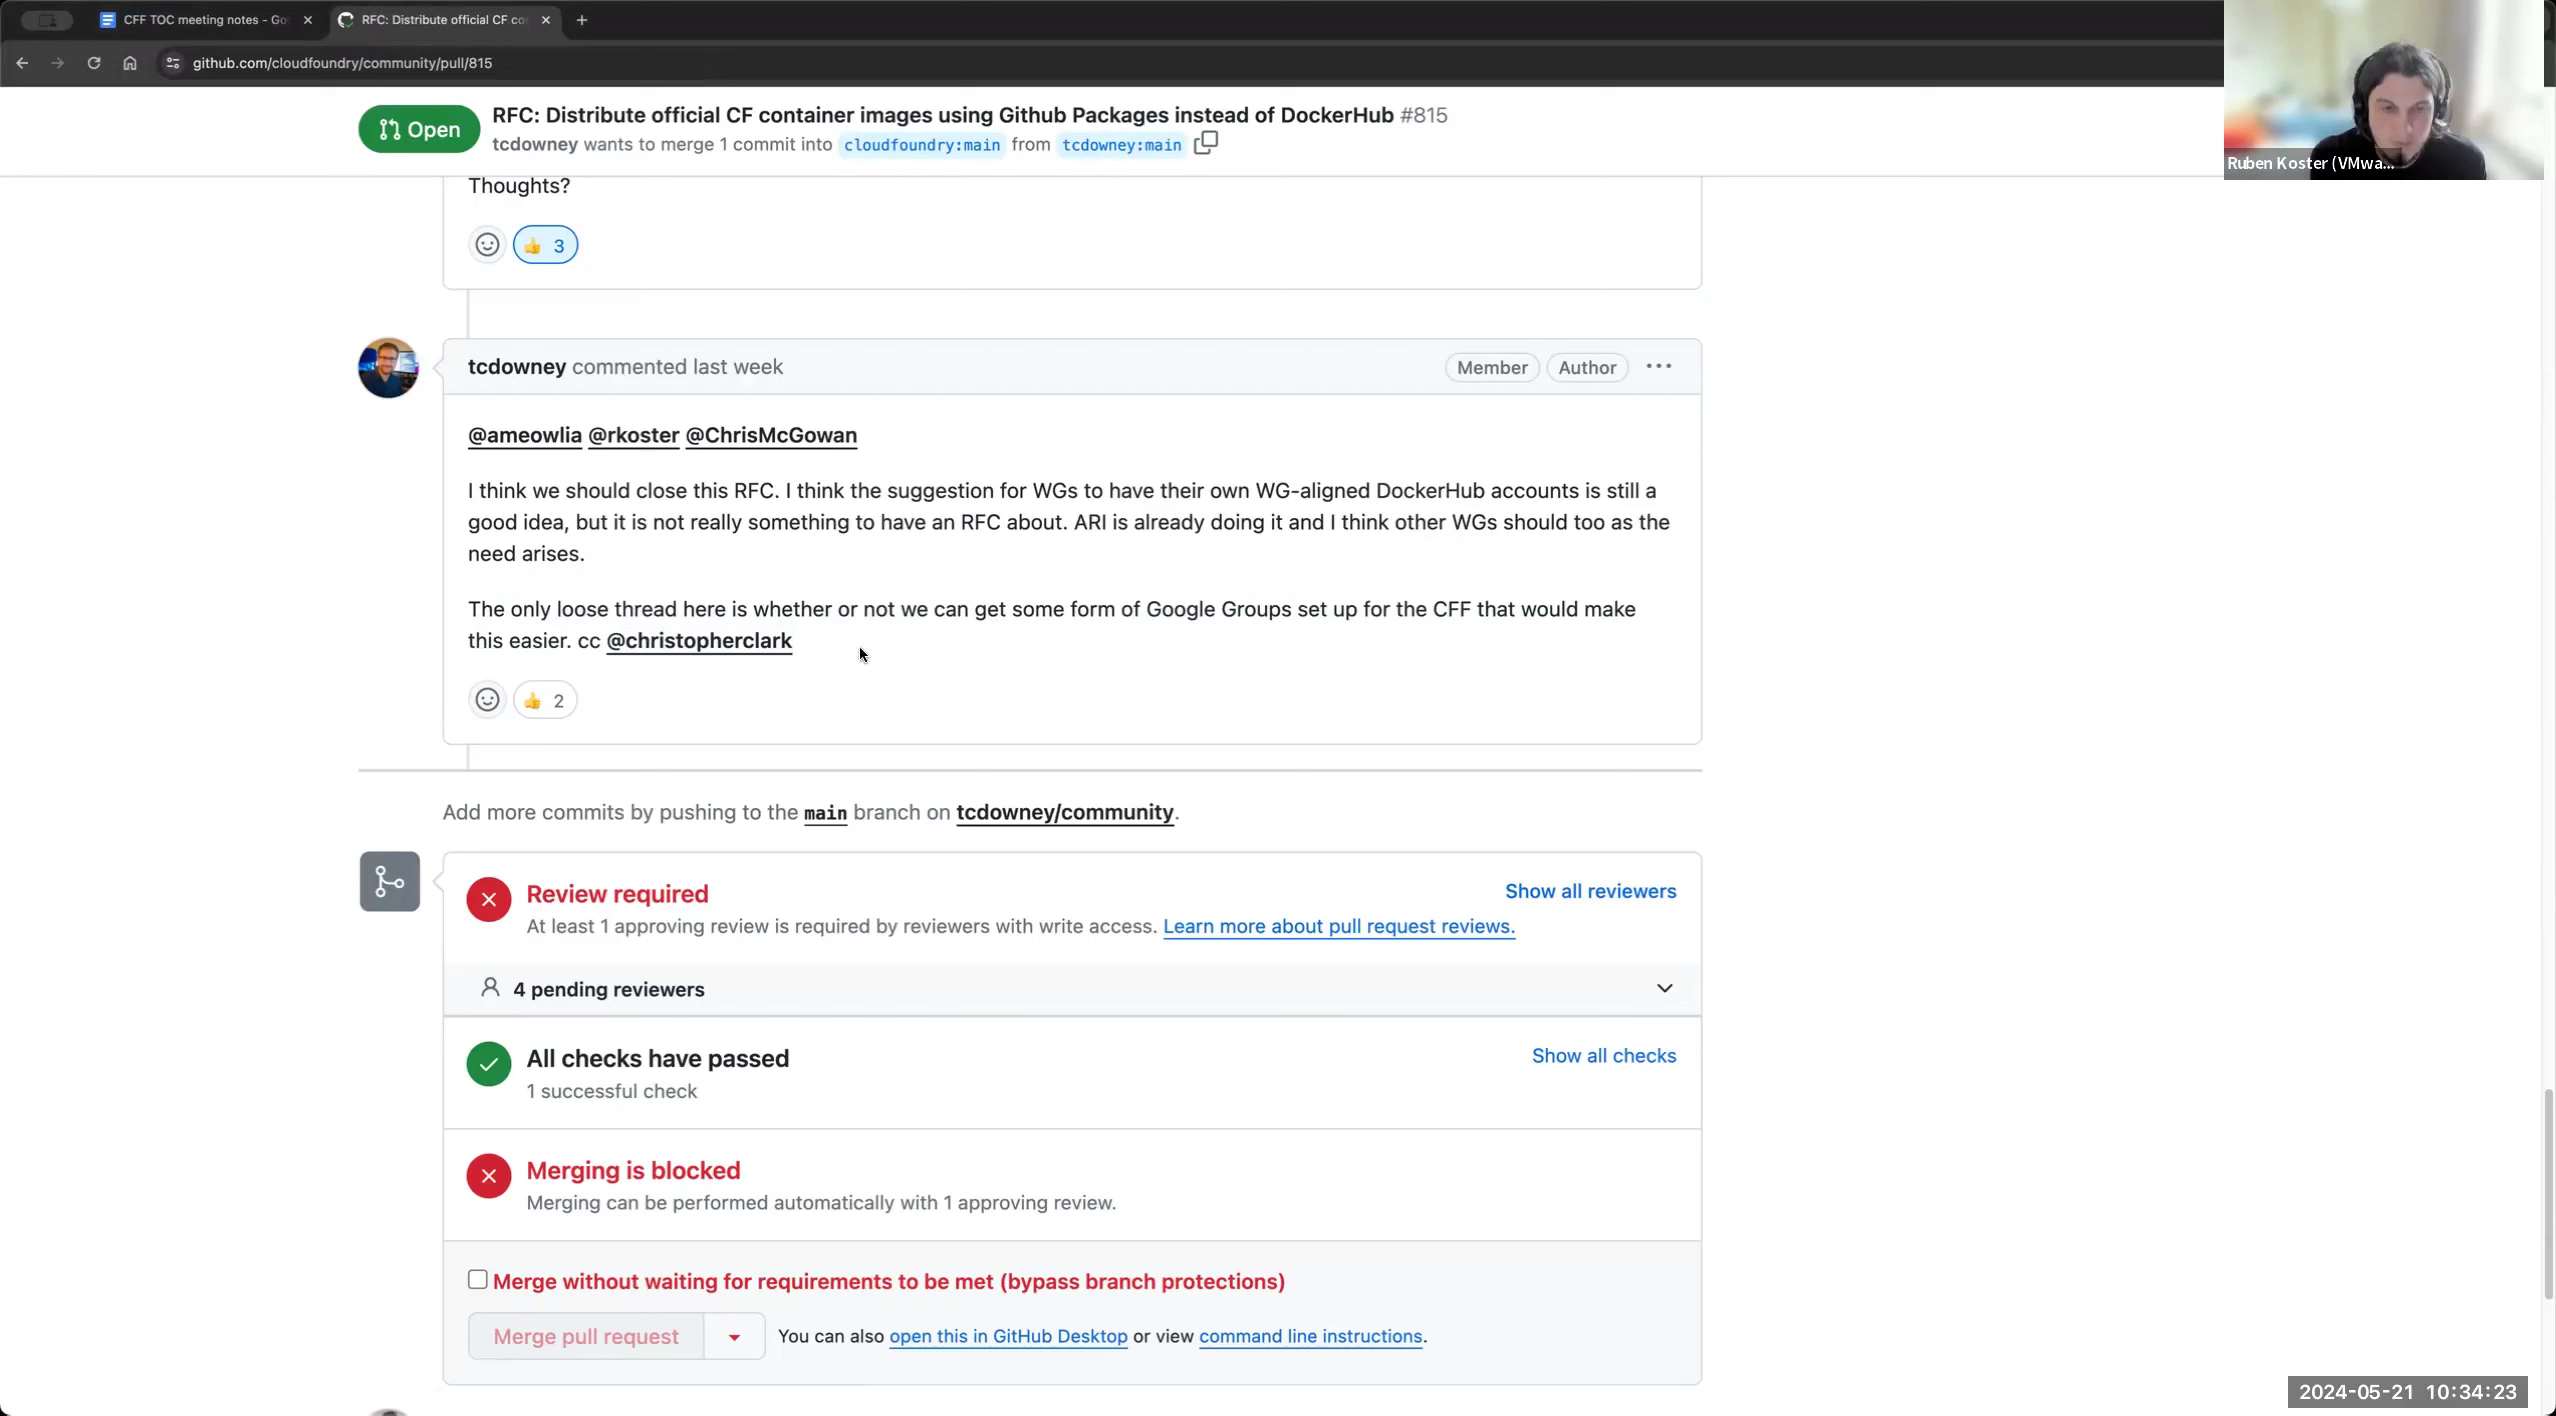 CFF TOC meeting notes - Go
RFC: Distribute official CF co
github.com/cloudfoundry/community/pull/815
Ruben Koster (VMwa...
Open
RFC: Distribute official CF container images using Github Packages instead of DockerHub #815
tcdowney wants to merge 1 commit into cloudfoundry:main from tcdowney:main
Thoughts?
👍 3
tcdowney commented last week
Member
Author
@ameowlia @rkoster @ChrisMcGowan
I think we should close this RFC. I think the suggestion for WGs to have their own WG-aligned DockerHub accounts is still a
good idea, but it is not really something to have an RFC about. ARI is already doing it and I think other WGs should too as the
need arises.
The only loose thread here is whether or not we can get some form of Google Groups set up for the CFF that would make
this easier. cc @christopherclark
👍 2
Add more commits by pushing to the main branch on tcdowney/community.
Review required
Show all reviewers
At least 1 approving review is required by reviewers with write access. Learn more about pull request reviews.
4 pending reviewers
All checks have passed
Show all checks
1 successful check
Merging is blocked
Merging can be performed automatically with 1 approving review.
Merge without waiting for requirements to be met (bypass branch protections)
Merge pull request
You can also open this in GitHub Desktop or view command line instructions.
2024-05-21 10:34:23